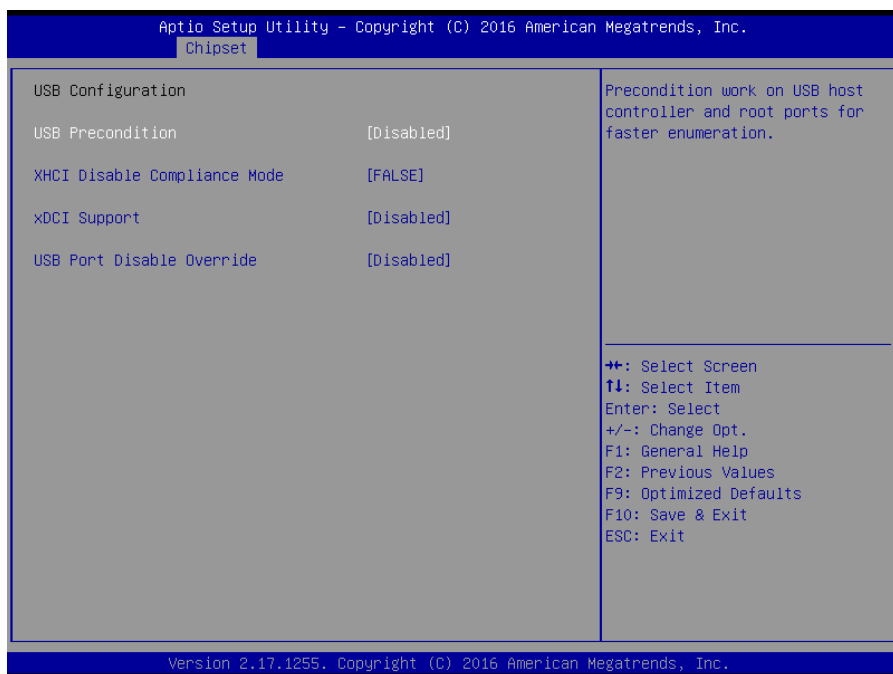 Aptio Setup Utility – Copyright (C) 2016 American Megatrends, Inc.
Chipset
USB Configuration
USB Precondition [Disabled]
XHCI Disable Compliance Mode [FALSE]
xDCI Support [Disabled]
USB Port Disable Override [Disabled]
Precondition work on USB host
controller and root ports for
faster enumeration.
→←: Select Screen
↑↓: Select Item
Enter: Select
+/-: Change Opt.
F1: General Help
F2: Previous Values
F9: Optimized Defaults
F10: Save & Exit
ESC: Exit
Version 2.17.1255. Copyright (C) 2016 American Megatrends, Inc.